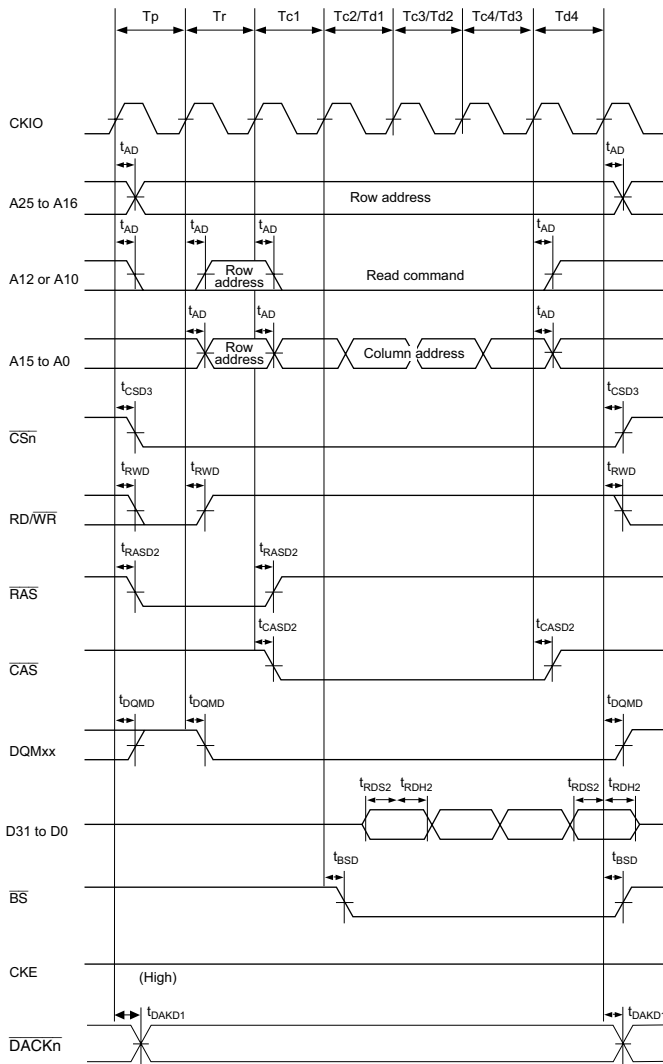 Tp Tr Tc1 Tc2/Td1 Tc3/Td2 Tc4/Td3 Td4
CKIO
tAD tAD
A25 to A16 Row address
tAD tAD tAD tAD
A12 or A10 Row address Read command
tAD tAD tAD
A15 to A0 Row address Column address
tCSD3 tCSD3
CSn
tRWD tRWD tRWD
RD/WR
tRASD2 tRASD2
RAS
tCASD2 tCASD2
CAS
tDQMD tDQMD tDQMD
DQMxx
tRDS2 tRDH2 tRDS2 tRDH2
D31 to D0
tBSD tBSD
BS
CKE
(High)
tDAKD1 tDAKD1
DACKn